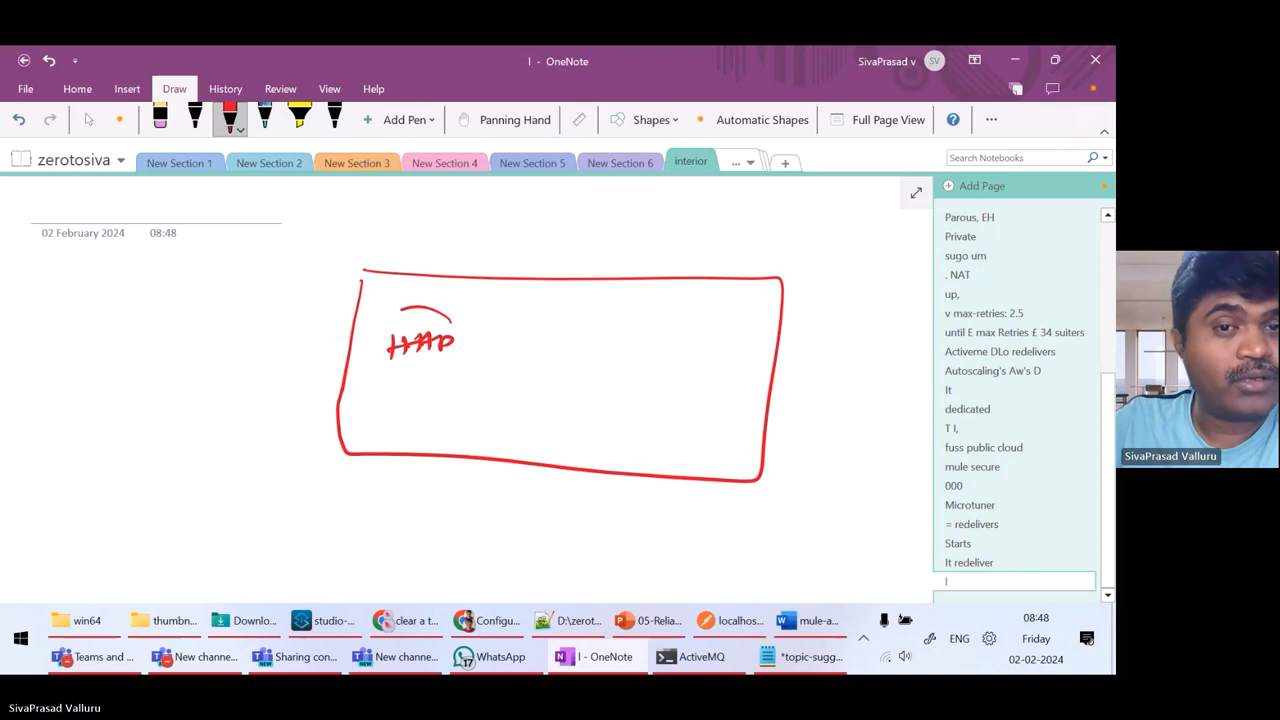 I - OneNote
SivaPrasad v
SV
File
Home
Insert
Draw
History
Review
View
Help
Add Pen
Panning Hand
Shapes
Automatic Shapes
Full Page View
?
...
zerotosiva
New Section 1
New Section 2
New Section 3
New Section 4
New Section 5
New Section 6
interior
...
+
Search Notebooks
Add Page
02 February 2024
08:48
Parous, EH
Private
sugo um
. NAT
up,
v max-retries: 2.5
until E max Retries £ 34 suiters
Activeme DLo redelivers
Autoscaling's Aw's D
It
dedicated
T I,
fuss public cloud
mule secure
000
Microtuner
= redelivers
Starts
It redeliver
I
SivaPrasad Valluru
win64
thumbn...
Downlo...
studio-...
clear a t...
Configu...
D:\zerot...
05-Relia...
localhos...
mule-a...
ENG
08:48
Friday
02-02-2024
Teams and ...
New channe...
Sharing con...
New channe...
17
WhatsApp
I - OneNote
ActiveMQ
*topic-sugg...
SivaPrasad Valluru